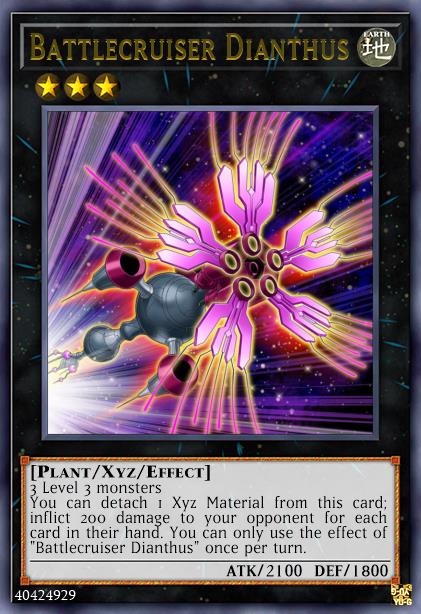 BATTLECRUISER DIANTHUS
EARTH
地
[PLANT/XYZ/EFFECT]
3 Level 3 monsters
You can detach 1 Xyz Material from this card;
inflict 200 damage to your opponent for each
card in their hand. You can only use the effect of
"Battlecruiser Dianthus" once per turn.
ATK/2100 DEF/1800
40424929